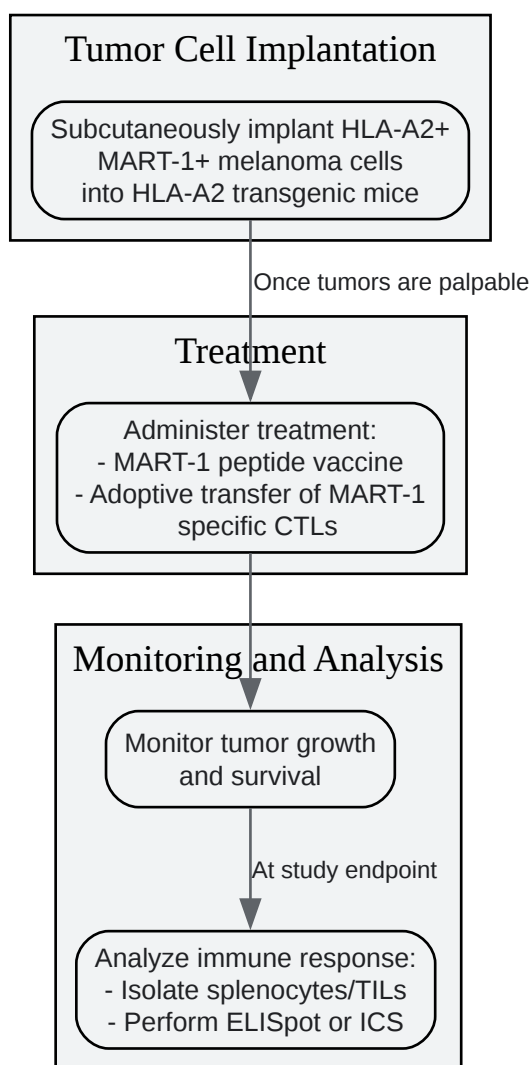 Tumor Cell Implantation
Subcutaneously implant HLA-A2+
MART-1+ melanoma cells
into HLA-A2 transgenic mice
Once tumors are palpable
Treatment
Administer treatment:
- MART-1 peptide vaccine
- Adoptive transfer of MART-1
specific CTLs
Monitoring and Analysis
Monitor tumor growth
and survival
At study endpoint
Analyze immune response:
- Isolate splenocytes/TILs
- Perform ELISpot or ICS